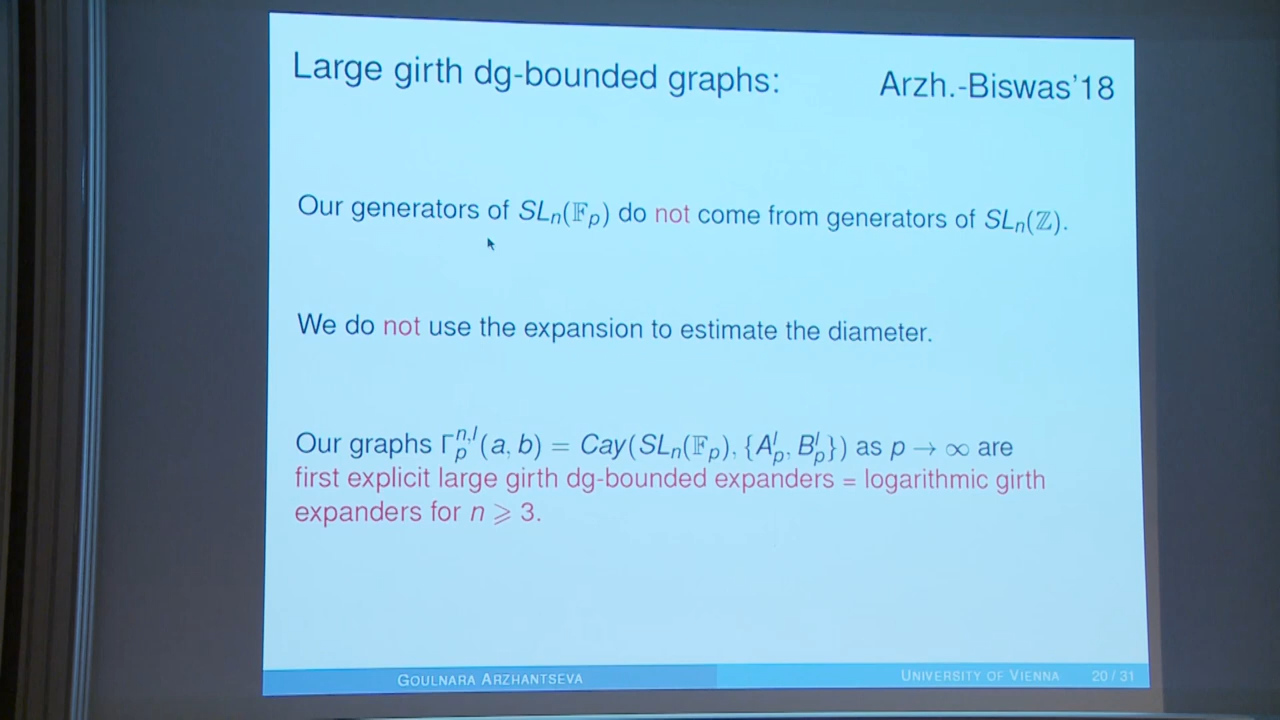 Large girth dg-bounded graphs: Arzh.-Biswas'18
Our generators of SLₙ(𝔽ₚ) do not come from generators of SLₙ(ℤ).
We do not use the expansion to estimate the diameter.
Our graphs Γₚⁿ,ˡ(a, b) = Cay(SLₙ(𝔽ₚ), {Aₚˡ, Bₚˡ}) as p → ∞ are
first explicit large girth dg-bounded expanders = logarithmic girth
expanders for n ⩾ 3.
GOULNARA ARZHANTSEVA UNIVERSITY OF VIENNA 20 / 31